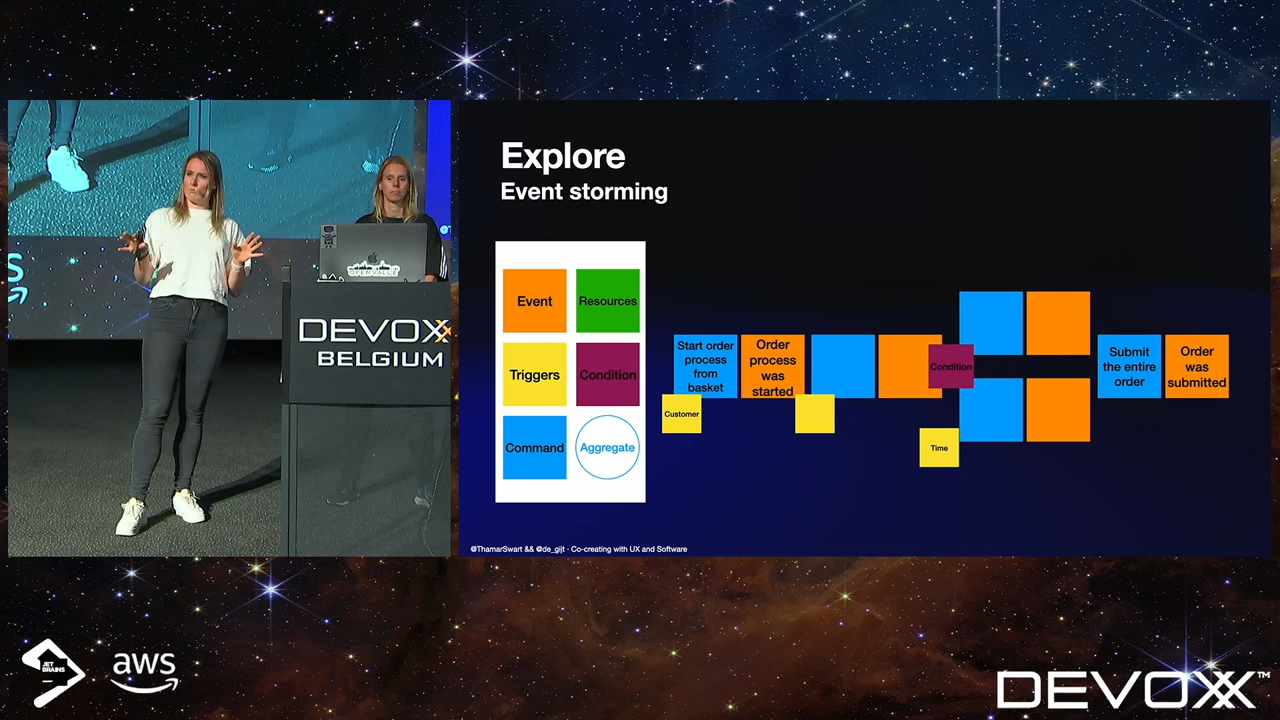 Explore
Event storming
Event
Resources
Triggers
Condition
Command
Aggregate
Start order
process
from
basket
Order
process
was
started
Customer
Condition
Time
Submit
the entire
order
Order
was
submitted
@ThamarSwart && @de_gijt · Co-creating with UX and Software
OPENVALUE
DEVOXX
BELGIUM
JET
BRAINS
aws
DEVOXX™